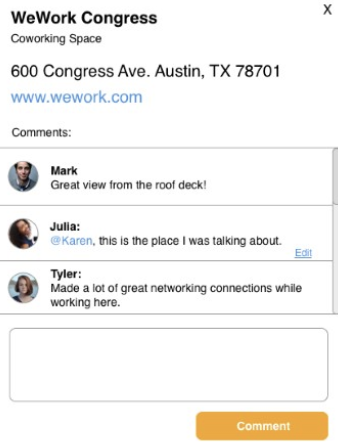 WeWork Congress
X
Coworking Space
600 Congress Ave. Austin, TX 78701
www.wework.com
Comments:
Mark
Great view from the roof deck!
Julia:
@Karen, this is the place I was talking about.
Edit
Tyler:
Made a lot of great networking connections while
working here.
Comment